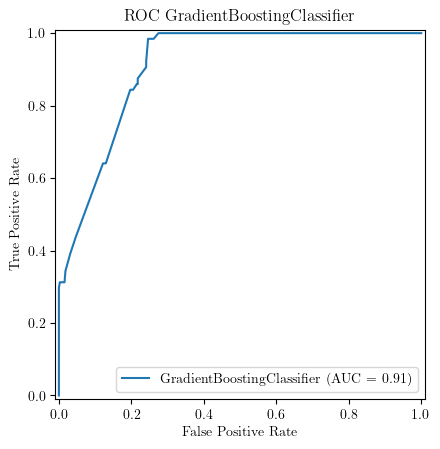 ROC GradientBoostingClassifier
1.0
0.8
0.6
0.4
0.2
0.0
True Positive Rate
GradientBoostingClassifier (AUC = 0.91)
0.0 0.2 0.4 0.6 0.8 1.0
False Positive Rate